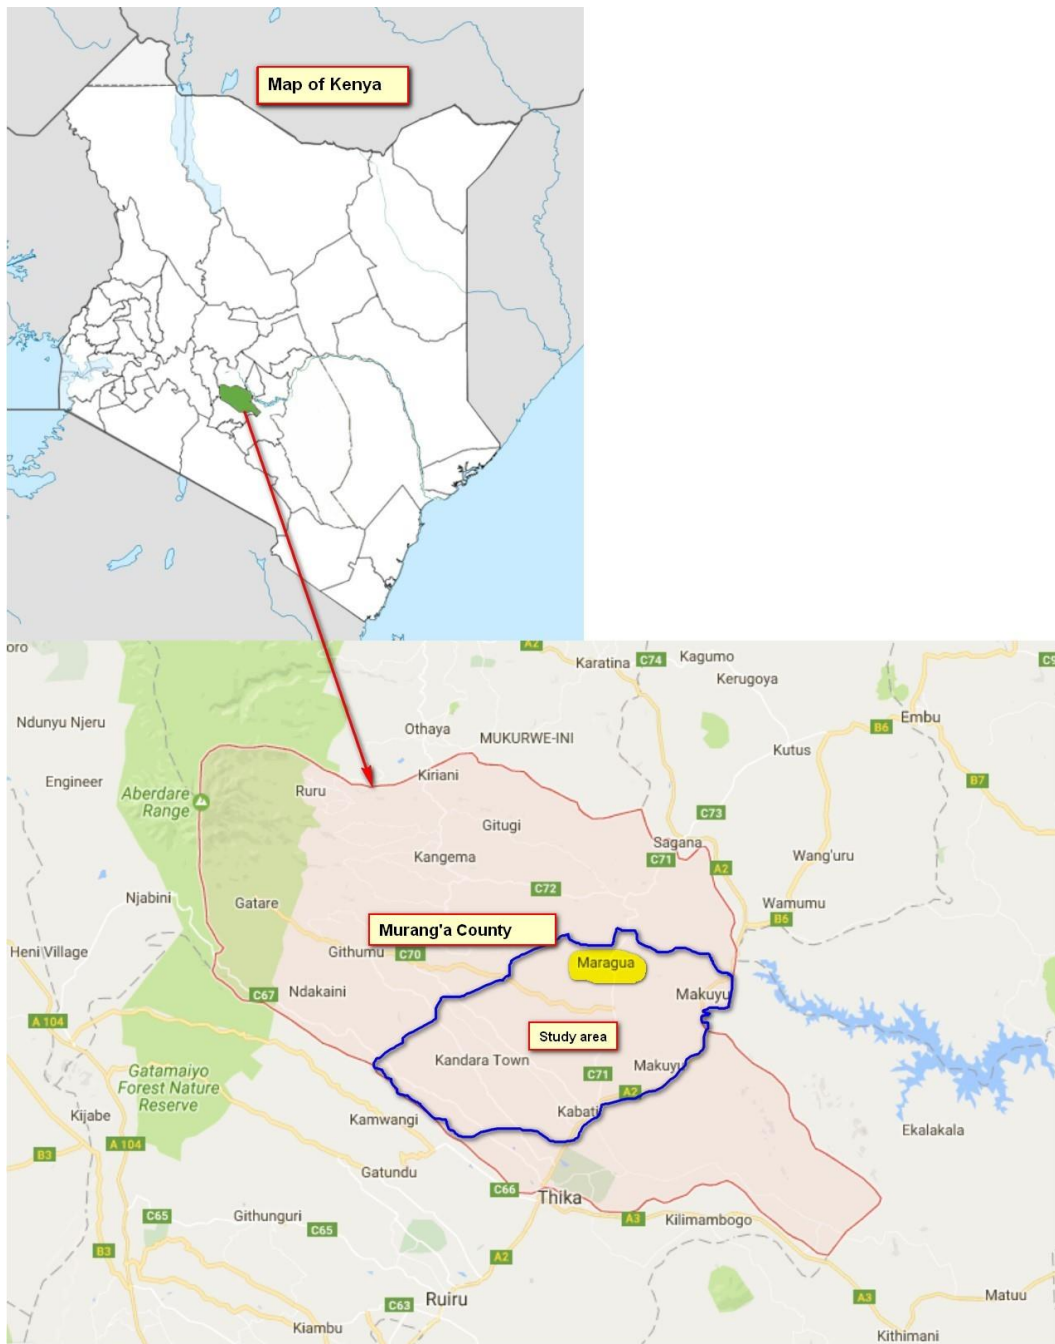 Map of Kenya
oro
A2
Karatina
C74
Kagumo
C9
Kerugoya
Ndunyu Njeru
Othaya
MUKURWE-INI
B6
Embu
Kutus
Engineer
Kiriani
B7
Aberdare
Range
Ruru
Gitugi
C73
Sagana
Kangema
C71
A2
Wang'uru
C72
Njabini
Gatare
Wamumu
B6
Murang'a County
Heni Village
Githumu
C70
Maragua
Ndakaini
C67
Makuyu
A 104
Study area
Kandara Town
Makuyu
Gatamaiyo
Forest Nature
Reserve
C71
A2
Kijabe
Kamwangi
Kabati
Ekalakala
B3
A 104
Gatundu
C66
Thika
C65
Githunguri
C65
A3
Kilimambogo
B3
A2
Ruiru
C63
A3
Matuu
Kiambu
Kithimani